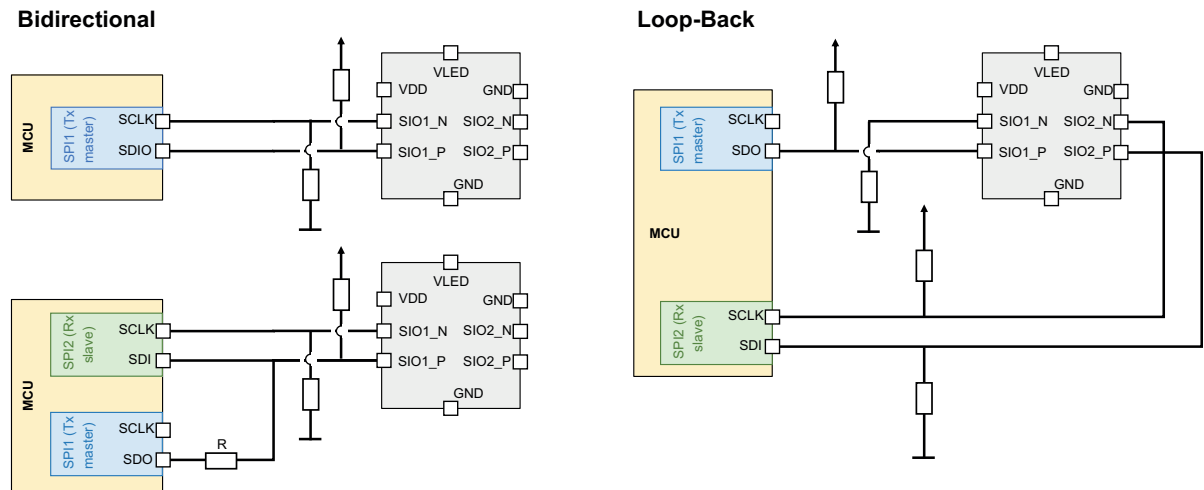 Bidirectional
MCU
SPI1 (Tx
master)
SCLK
SDIO
VLED
VDD
GND
SIO1_N
SIO2_N
SIO1_P
SIO2_P
GND
MCU
SPI2 (Rx
slave)
SCLK
SDI
SPI1 (Tx
master)
SCLK
SDO
R
VLED
VDD
GND
SIO1_N
SIO2_N
SIO1_P
SIO2_P
GND
Loop-Back
MCU
SPI1 (Tx
master)
SCLK
SDO
SPI2 (Rx
slave)
SCLK
SDI
VLED
VDD
GND
SIO1_N
SIO2_N
SIO1_P
SIO2_P
GND